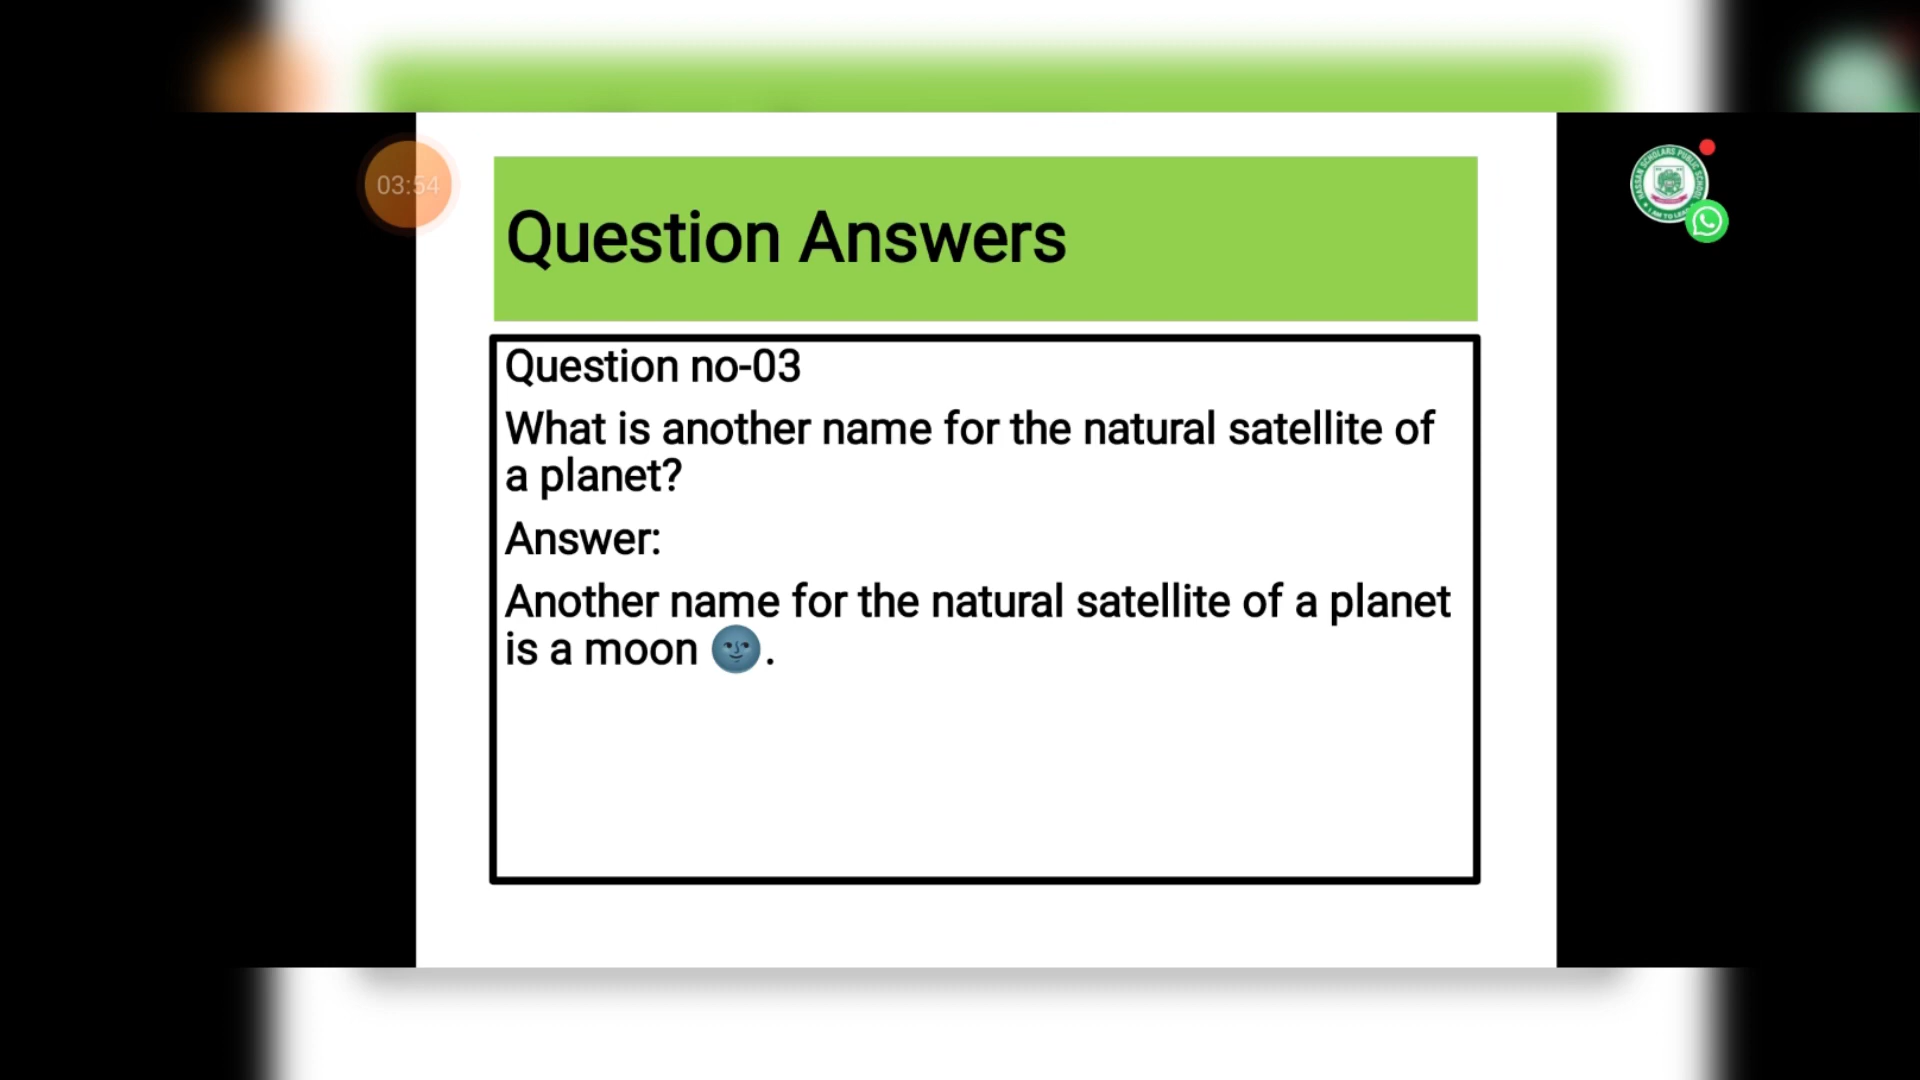 03:54
Question Answers
Question no-03
What is another name for the natural satellite of
a planet?
Answer:
Another name for the natural satellite of a planet
is a moon 🌚.